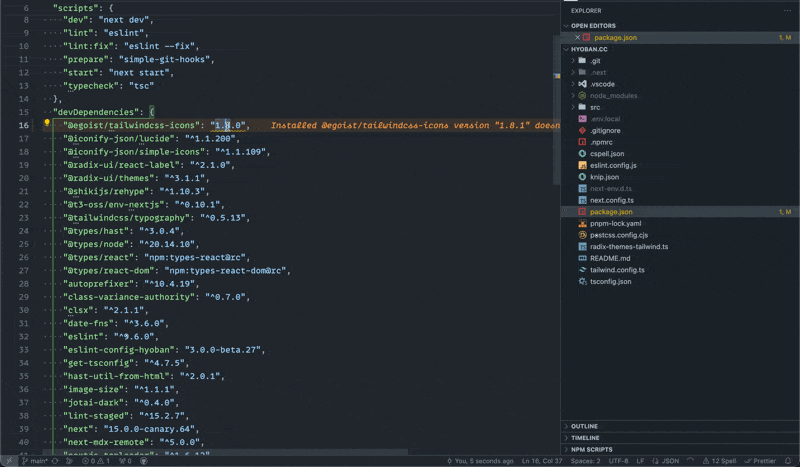 6 "scripts": {
8 "dev": "next dev",
9 "lint": "eslint",
10 "lint:fix": "eslint --fix",
11 "prepare": "simple-git-hooks",
12 "start": "next start",
13 "typecheck": "tsc"
14 },
15 "devDependencies": {
16 "@egoist/tailwindcss-icons": "1.8.0", Installed @egoist/tailwindcss-icons version "1.8.1" doesn
17 "@iconify-json/lucide": "^1.1.200",
18 "@iconify-json/simple-icons": "^1.1.109",
19 "@radix-ui/react-label": "^2.1.0",
20 "@radix-ui/themes": "^3.1.1",
21 "@shikijs/rehype": "^1.10.3",
22 "@t3-oss/env-nextjs": "^0.10.1",
23 "@tailwindcss/typography": "^0.5.13",
24 "@types/hast": "^3.0.4",
25 "@types/node": "^20.14.10",
26 "@types/react": "npm:types-react@rc",
27 "@types/react-dom": "npm:types-react-dom@rc",
28 "autoprefixer": "^10.4.19",
29 "class-variance-authority": "^0.7.0",
30 "clsx": "^2.1.1",
31 "date-fns": "^3.6.0",
32 "eslint": "^9.6.0",
33 "eslint-config-hyoban": "3.0.0-beta.27",
34 "get-tsconfig": "^4.7.5",
35 "hast-util-from-html": "^2.0.1",
36 "image-size": "^1.1.1",
37 "jotai-dark": "^0.4.0",
38 "lint-staged": "^15.2.7",
39 "next": "15.0.0-canary.64",
40 "next-mdx-remote": "^5.0.0",
EXPLORER
OPEN EDITORS
package.json 1, M
HYOBAN.CC
.git
.next
.vscode
node_modules
src
.env.local
.gitignore
.npmrc
cspell.json
eslint.config.js
knip.json
next-env.d.ts
next.config.ts
package.json 1, M
pnpm-lock.yaml
postcss.config.cjs
radix-themes-tailwind.ts
README.md
tailwind.config.ts
tsconfig.json
OUTLINE
TIMELINE
NPM SCRIPTS
main* 0 1 0 You, 6 seconds ago Ln 16, Col 37 Spaces: 2 UTF-8 LF {} JSON 12 Spell Prettier